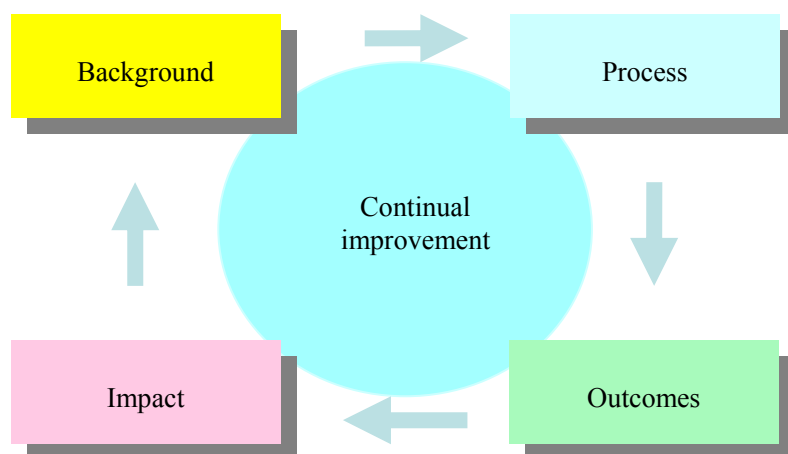 Background
Process
Continual
improvement
Impact
Outcomes